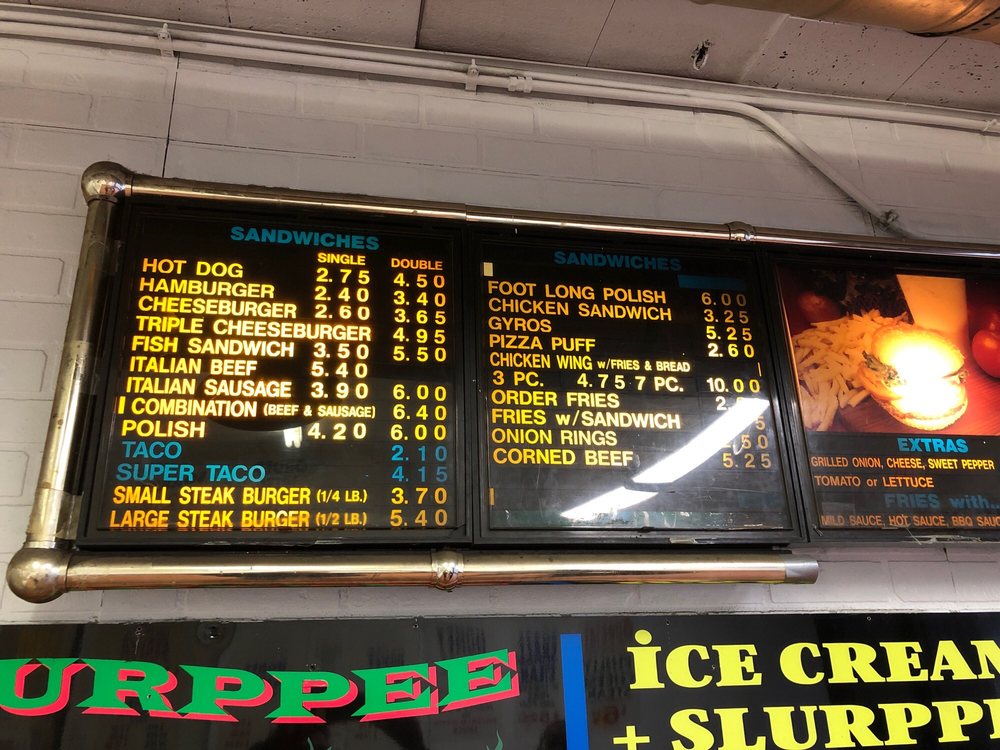 SANDWICHES
SINGLE DOUBLE
HOT DOG 2.75 4.50
HAMBURGER 2.40 3.40
CHEESEBURGER 2.60 3.65
TRIPLE CHEESEBURGER 4.95
FISH SANDWICH 3.50 5.50
ITALIAN BEEF 5.40
ITALIAN SAUSAGE 3.90 6.00
COMBINATION (BEEF & SAUSAGE) 6.40
POLISH 4.20 6.00
TACO 2.10
SUPER TACO 4.15
SMALL STEAK BURGER (1/4 LB.) 3.70
LARGE STEAK BURGER (1/2 LB.) 5.40
SANDWICHES
FOOT LONG POLISH 6.00
CHICKEN SANDWICH 3.25
GYROS 5.25
PIZZA PUFF 2.60
CHICKEN WING w/FRIES & BREAD
3 PC. 4.75 7 PC. 10.00
ORDER FRIES
FRIES w/SANDWICH
ONION RINGS
CORNED BEEF 5.25
EXTRAS
GRILLED ONION, CHEESE, SWEET PEPPER
TOMATO or LETTUCE
FRIES with...
MILD SAUCE, HOT SAUCE, BBQ SAUC
URPPEE
ICE CREAM
+ SLURPP